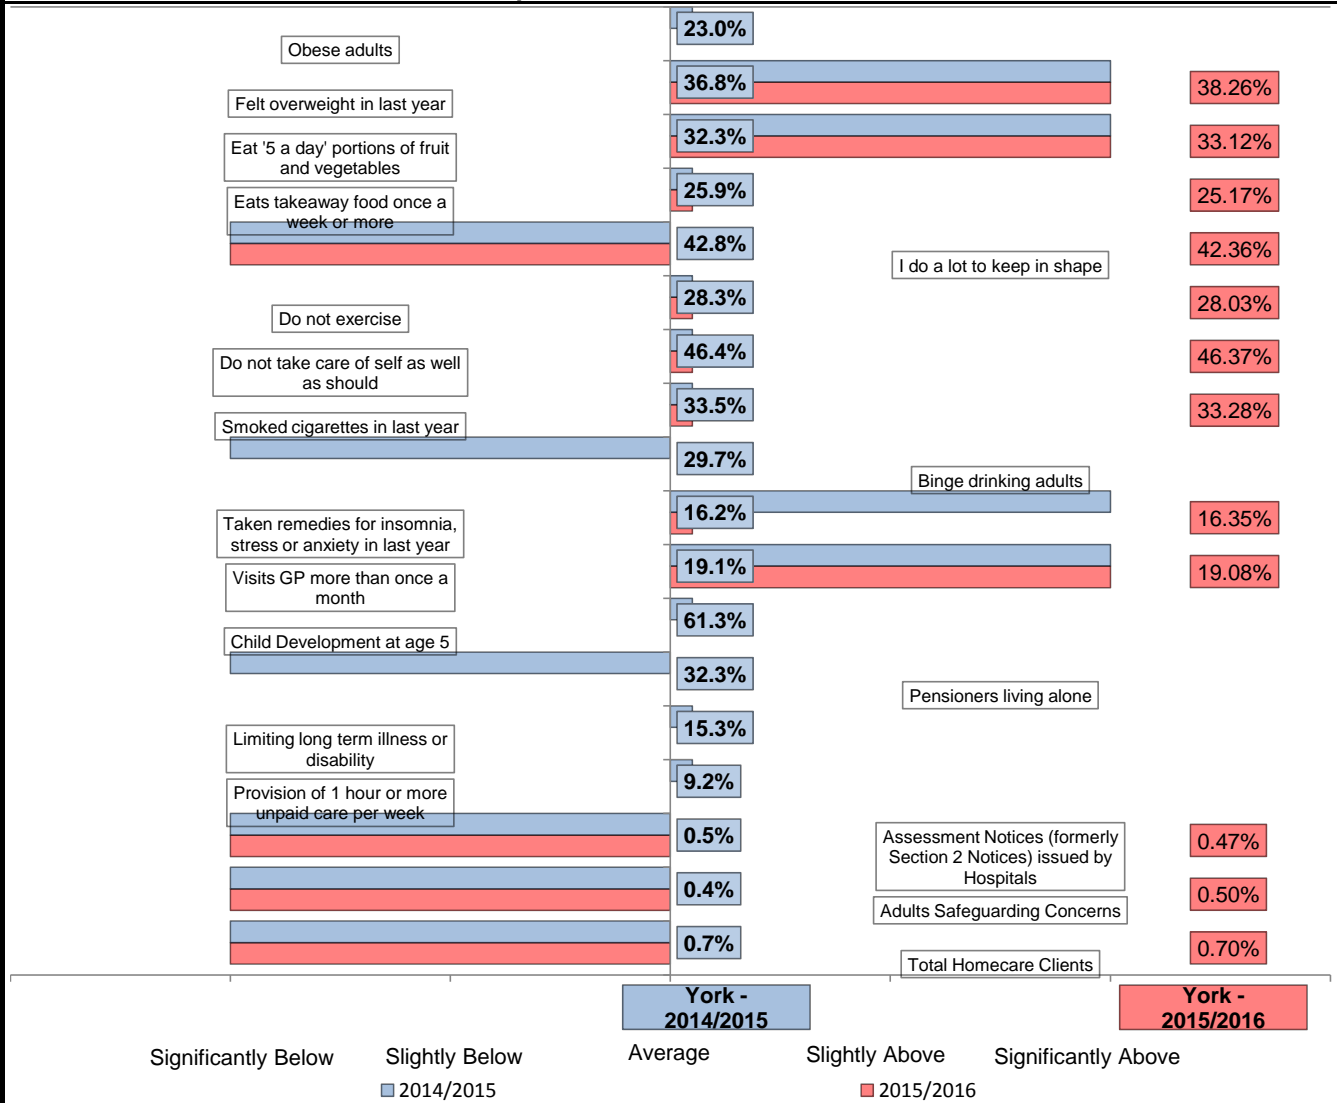 23.0%
Obese adults
36.8%
38.26%
Felt overweight in last year
32.3%
33.12%
Eat '5 a day' portions of fruit
and vegetables
25.9%
25.17%
Eats takeaway food once a
week or more
42.8%
42.36%
I do a lot to keep in shape
28.3%
28.03%
Do not exercise
46.4%
46.37%
Do not take care of self as well
as should
33.5%
33.28%
Smoked cigarettes in last year
29.7%
Binge drinking adults
16.2%
16.35%
Taken remedies for insomnia,
stress or anxiety in last year
19.1%
19.08%
Visits GP more than once a
month
61.3%
Child Development at age 5
32.3%
Pensioners living alone
15.3%
Limiting long term illness or
disability
9.2%
Provision of 1 hour or more
unpaid care per week
0.5%
Assessment Notices (formerly
Section 2 Notices) issued by
Hospitals
0.47%
0.4%
0.50%
Adults Safeguarding Concerns
0.7%
0.70%
Total Homecare Clients
York -
2014/2015
York -
2015/2016
Significantly Below
Slightly Below
Average
Slightly Above
Significantly Above
2014/2015
2015/2016